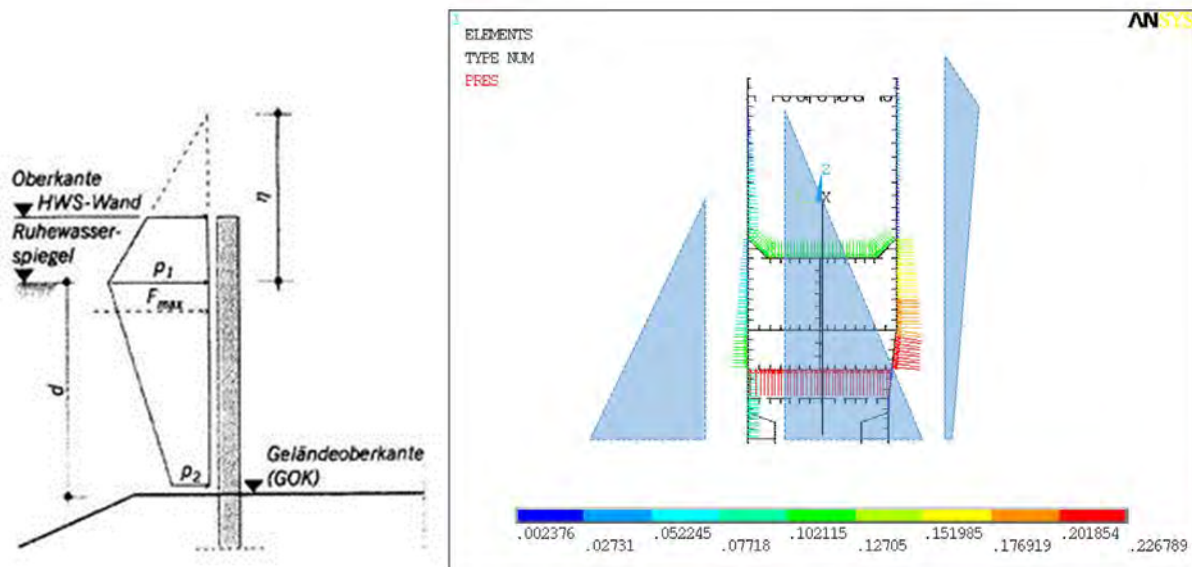 Oberkante
HWS-Wand
Ruhewasser-
spiegel
η
p₁
Fmax
d
p₂
Geländeoberkante
(GOK)
1
ELEMENTS
TYPE NUM
PRES
ANSYS
Z
X
.002376 .052245 .102115 .151985 .201854
.02731 .07718 .12705 .176919 .226789